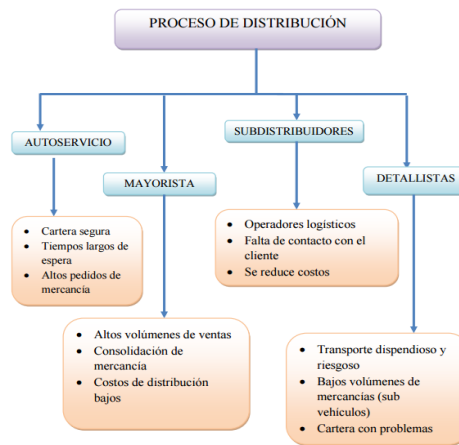 PROCESO DE DISTRIBUCIÓN
AUTOSERVICIO
MAYORISTA
SUBDISTRIBUIDORES
DETALLISTAS
• Cartera segura
• Tiempos largos de
espera
• Altos pedidos de
mercancía
• Altos volúmenes de ventas
• Consolidación de
mercancía
• Costos de distribución
bajos
• Operadores logísticos
• Falta de contacto con el
cliente
• Se reduce costos
• Transporte dispendioso y
riesgoso
• Bajos volúmenes de
mercancías (sub
vehículos)
• Cartera con problemas